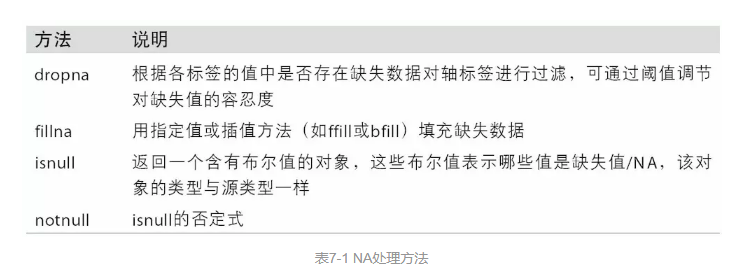 方法 说明
dropna 根据各标签的值中是否存在缺失数据对轴标签进行过滤，可通过阈值调节
对缺失值的容忍度
fillna 用指定值或插值方法（如ffill或bfill）填充缺失数据
isnull 返回一个含有布尔值的对象，这些布尔值表示哪些值是缺失值/NA，该对
象的类型与源类型一样
notnull isnull的否定式
表7-1 NA处理方法